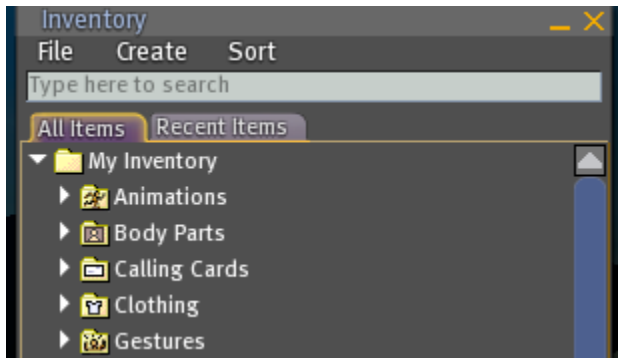 Inventory
File Create Sort
Type here to search
All Items Recent Items
My Inventory
Animations
Body Parts
Calling Cards
Clothing
Gestures